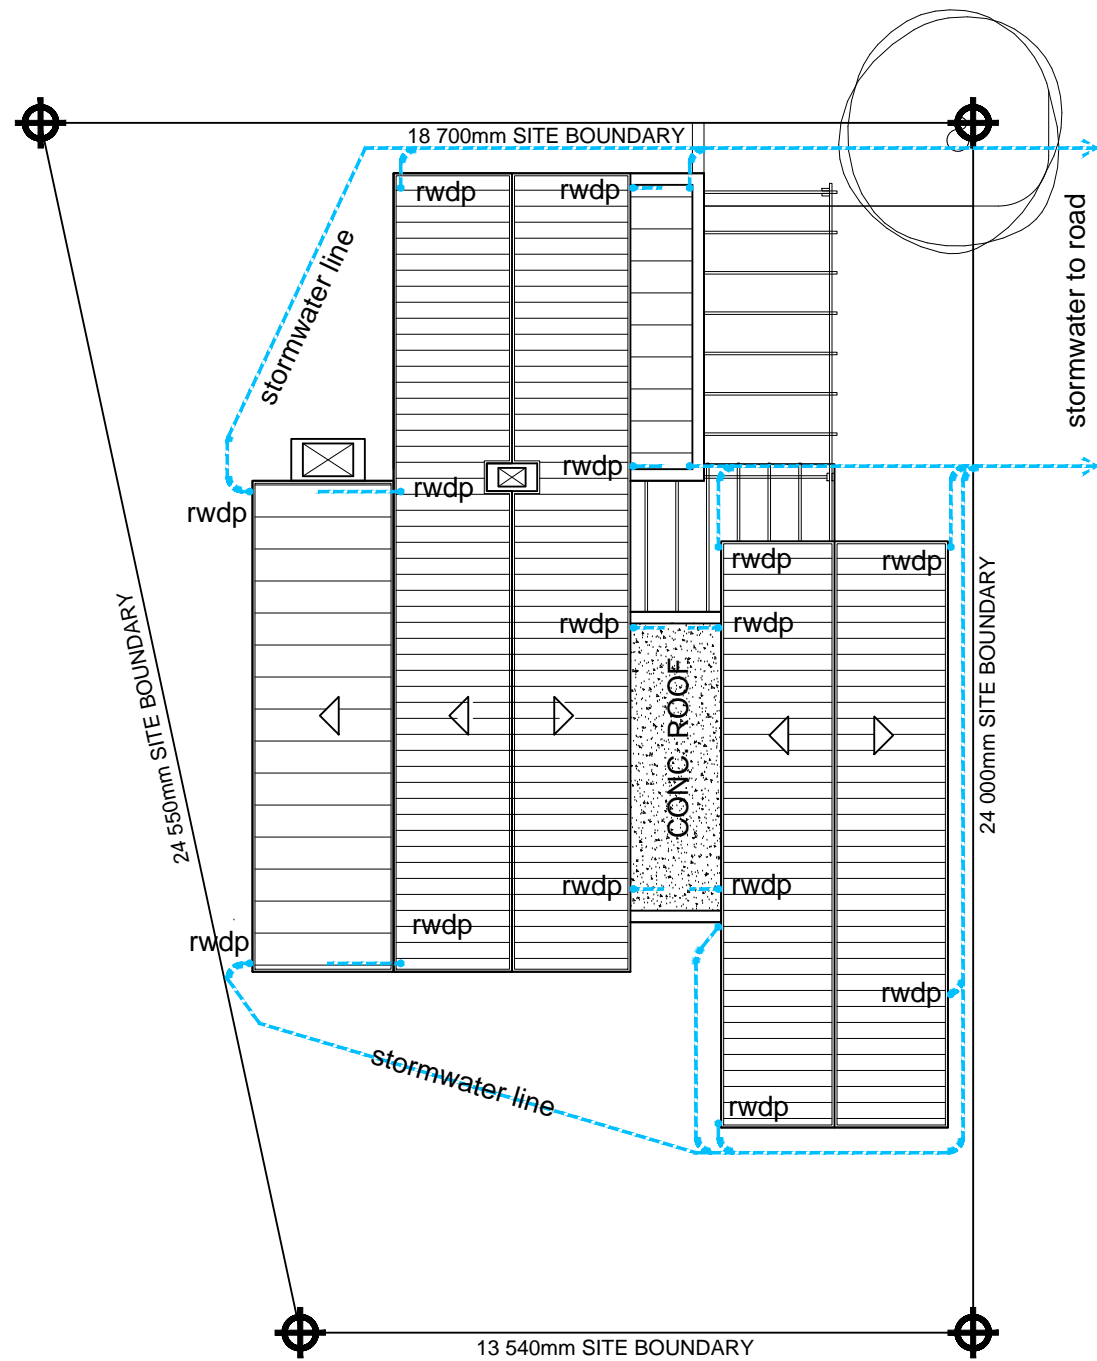 18 700mm SITE BOUNDARY
rwdp
rwdp
stormwater to road
stormwater line
rwdp
rwdp
rwdp
rwdp
rwdp
24 000mm SITE BOUNDARY
rwdp
rwdp
24 550mm SITE BOUNDARY
CONC. ROOF
rwdp
rwdp
rwdp
rwdp
rwdp
stormwater line
rwdp
13 540mm SITE BOUNDARY